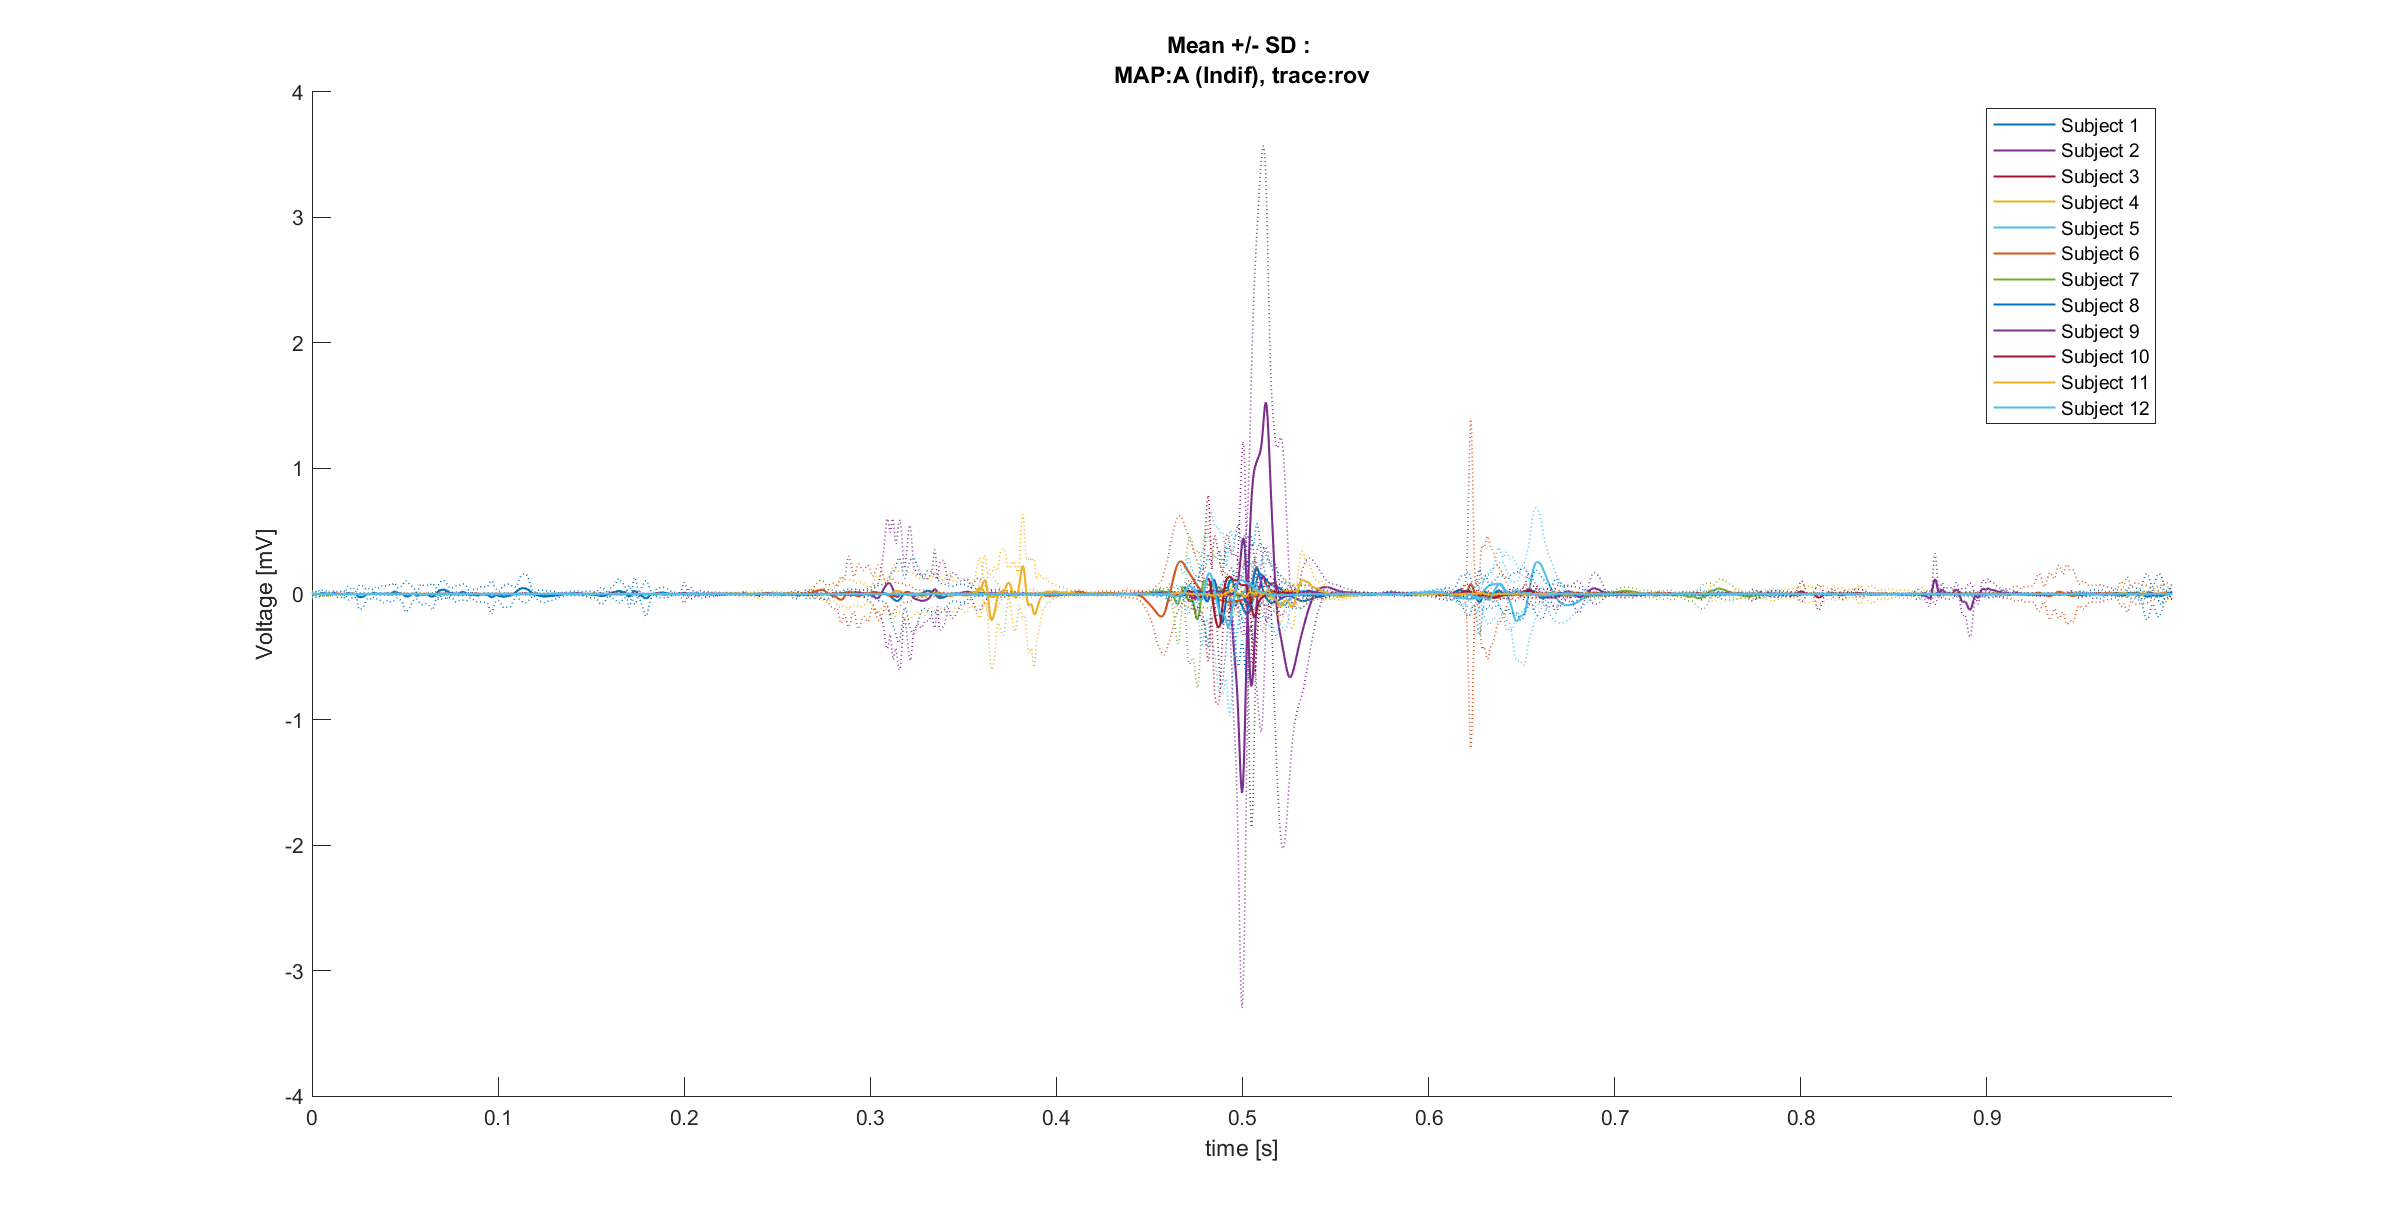 Mean +/- SD :
MAP:A (Indif), trace:rov
4
3
2
1
0
-1
-2
-3
-4
Voltage [mV]
0
0.1
0.2
0.3
0.4
0.5
0.6
0.7
0.8
0.9
time [s]
Subject 1
Subject 2
Subject 3
Subject 4
Subject 5
Subject 6
Subject 7
Subject 8
Subject 9
Subject 10
Subject 11
Subject 12